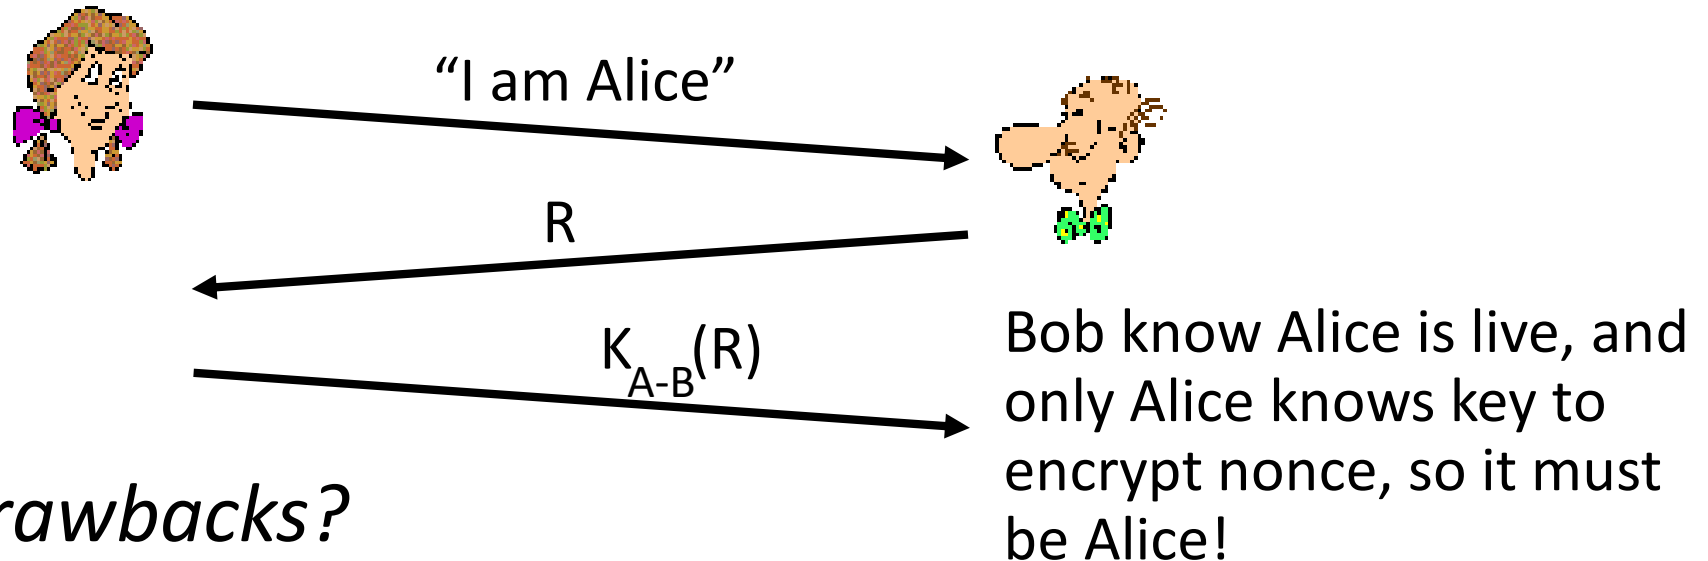 “I am Alice”
R
K_A-B(R)
Bob know Alice is live, and
only Alice knows key to
encrypt nonce, so it must
be Alice!
rawbacks?